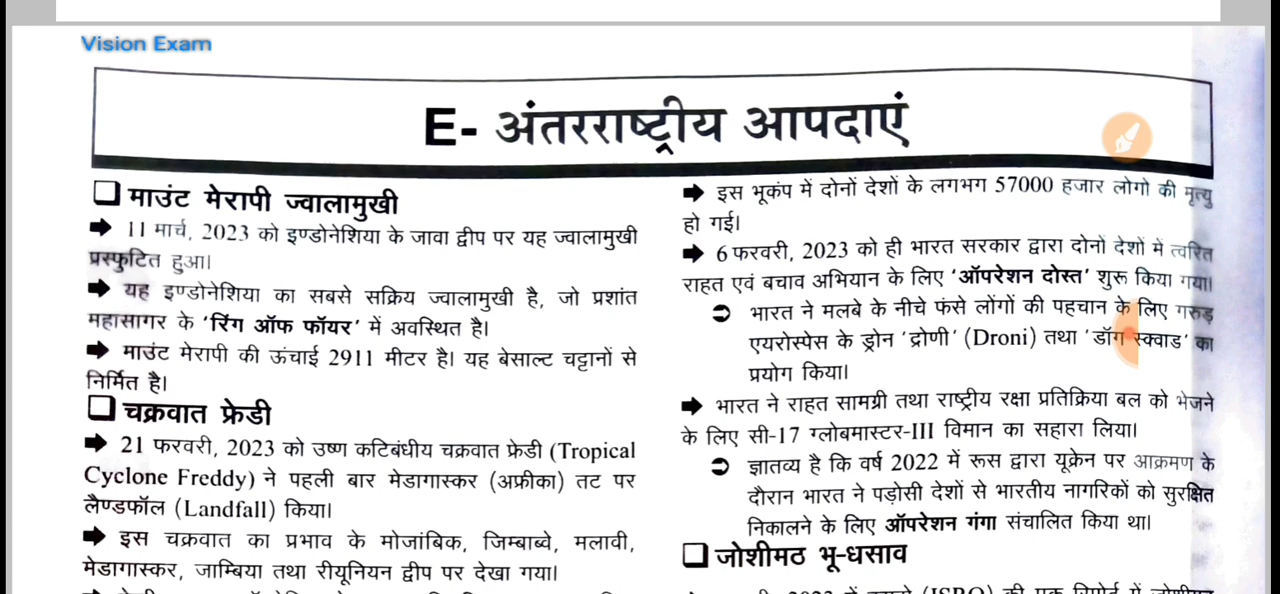 Vision Exam
E- अंतरराष्ट्रीय आपदाएं
❑ माउंट मेरापी ज्वालामुखी
➡ 11 मार्च, 2023 को इण्डोनेशिया के जावा द्वीप पर यह ज्वालामुखी
प्रस्फुटित हुआ।
➡ यह इण्डोनेशिया का सबसे सक्रिय ज्वालामुखी है, जो प्रशांत
महासागर के 'रिंग ऑफ फॉयर' में अवस्थित है।
➡ माउंट मेरापी की ऊंचाई 2911 मीटर है। यह बेसाल्ट चट्टानों से
निर्मित है।
❑ चक्रवात फ्रेडी
➡ 21 फरवरी, 2023 को उष्ण कटिबंधीय चक्रवात फ्रेडी (Tropical
Cyclone Freddy) ने पहली बार मेडागास्कर (अफ्रीका) तट पर
लैण्डफॉल (Landfall) किया।
➡ इस चक्रवात का प्रभाव के मोजांबिक, जिम्बाब्वे, मलावी,
मेडागास्कर, जाम्बिया तथा रीयूनियन द्वीप पर देखा गया।
➡ इस भूकंप में दोनों देशों के लगभग 57000 हजार लोगो की मृत्यु
हो गई।
➡ 6 फरवरी, 2023 को ही भारत सरकार द्वारा दोनों देशों में त्वरित
राहत एवं बचाव अभियान के लिए 'ऑपरेशन दोस्त' शुरू किया गया।
⊃ भारत ने मलबे के नीचे फंसे लोंगों की पहचान के लिए गरुड़
एयरोस्पेस के ड्रोन 'द्रोणी' (Droni) तथा 'डॉग स्क्वाड' का
प्रयोग किया।
➡ भारत ने राहत सामग्री तथा राष्ट्रीय रक्षा प्रतिक्रिया बल को भेजने
के लिए सी-17 ग्लोबमास्टर-III विमान का सहारा लिया।
⊃ ज्ञातव्य है कि वर्ष 2022 में रूस द्वारा यूक्रेन पर आक्रमण के
दौरान भारत ने पड़ोसी देशों से भारतीय नागरिकों को सुरक्षित
निकालने के लिए ऑपरेशन गंगा संचालित किया था।
❑ जोशीमठ भू-धसाव
2023 में इसरो (ISRO) की एक रिपोर्ट में जोशीमठ